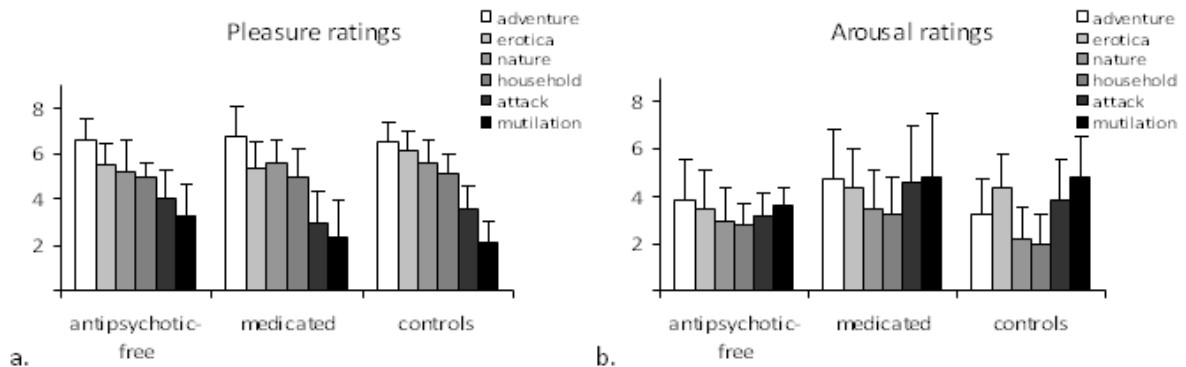 Pleasure ratings
adventure
erotica
nature
household
attack
mutilation
8
6
4
2
antipsychotic-
free
medicated
controls
a.
Arousal ratings
adventure
erotica
nature
household
attack
mutilation
8
6
4
2
antipsychotic-
free
medicated
controls
b.